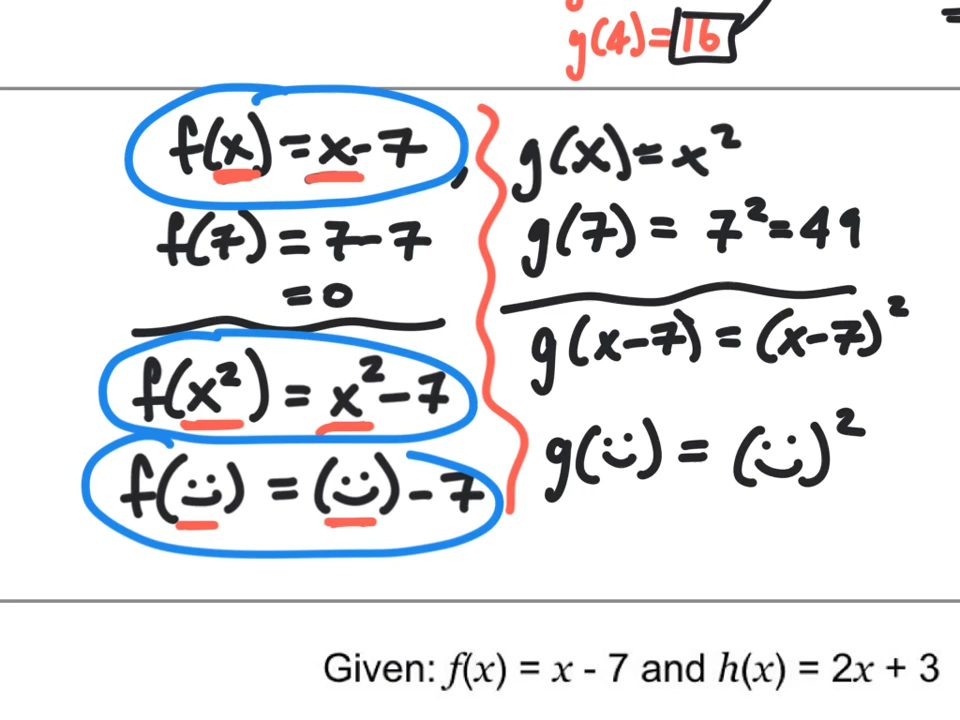 g(4)=16
f(x)=x-7,
f(7)=7-7
=0
f(x²)=x²-7
f(☺)=(☺)-7
g(x)=x²
g(7)=7²=49
g(x-7)=(x-7)²
g(☺)=(☺)²
Given: f(x) = x - 7 and h(x) = 2x + 3